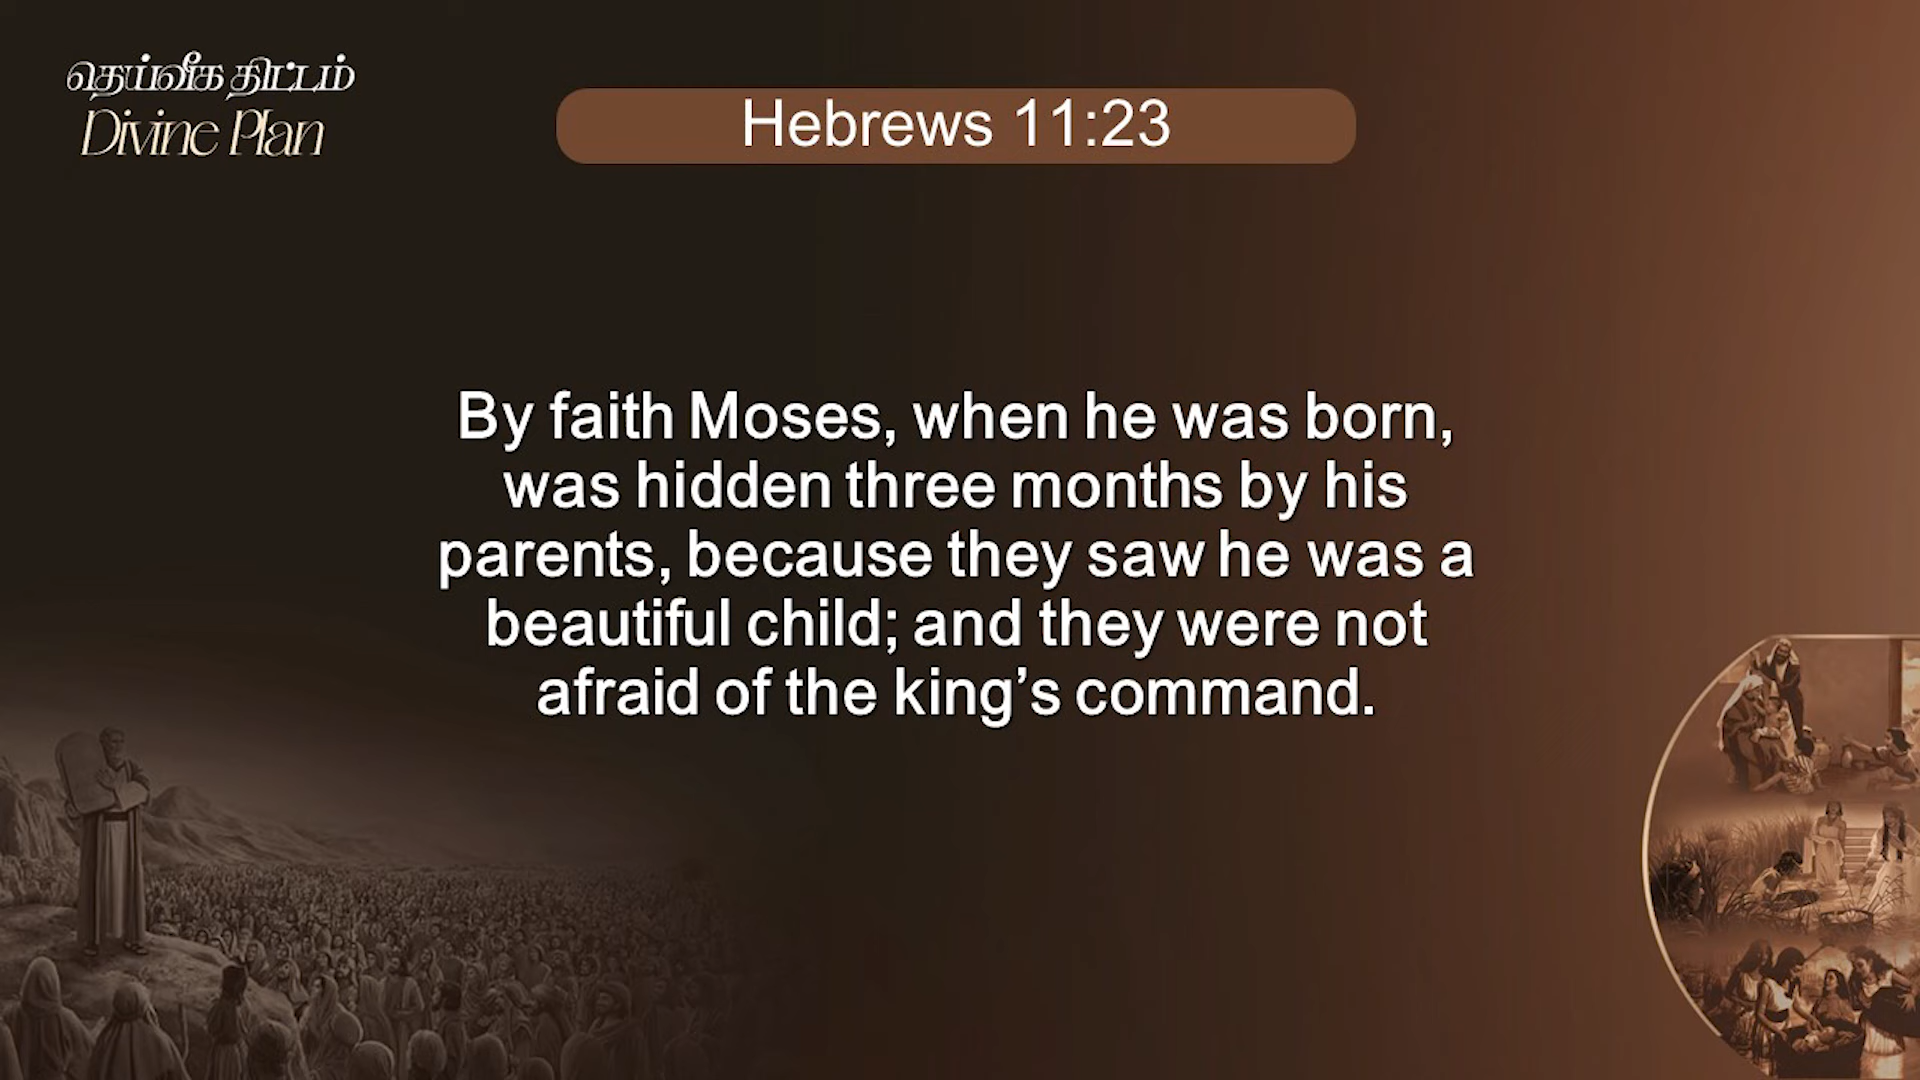 தெய்வீக திட்டம்
Divine Plan
Hebrews 11:23
By faith Moses, when he was born,
was hidden three months by his
parents, because they saw he was a
beautiful child; and they were not
afraid of the king’s command.